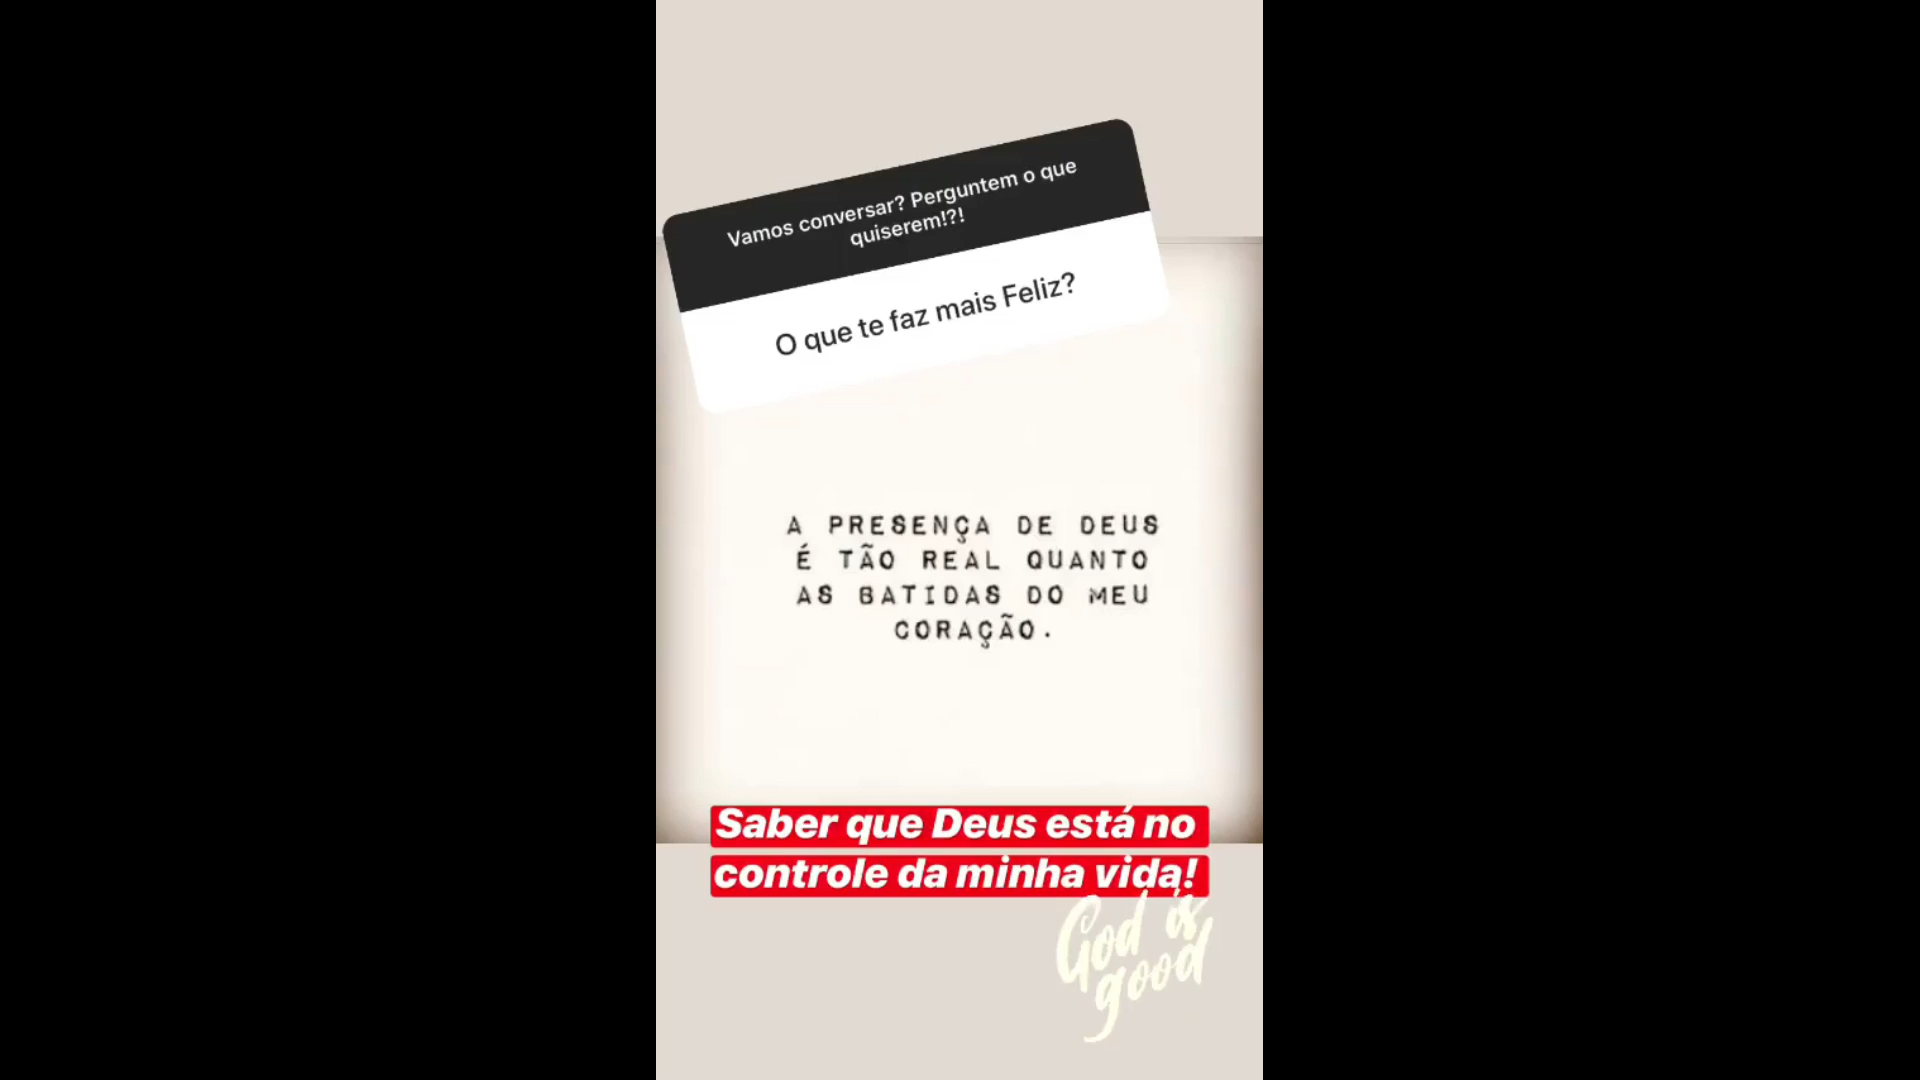 Vamos conversar? Perguntem o que
quiserem!?!
O que te faz mais Feliz?
A PRESENÇA DE DEUS
É TÃO REAL QUANTO
AS BATIDAS DO MEU
CORAÇÃO.
Saber que Deus está no
controle da minha vida!
God is
good